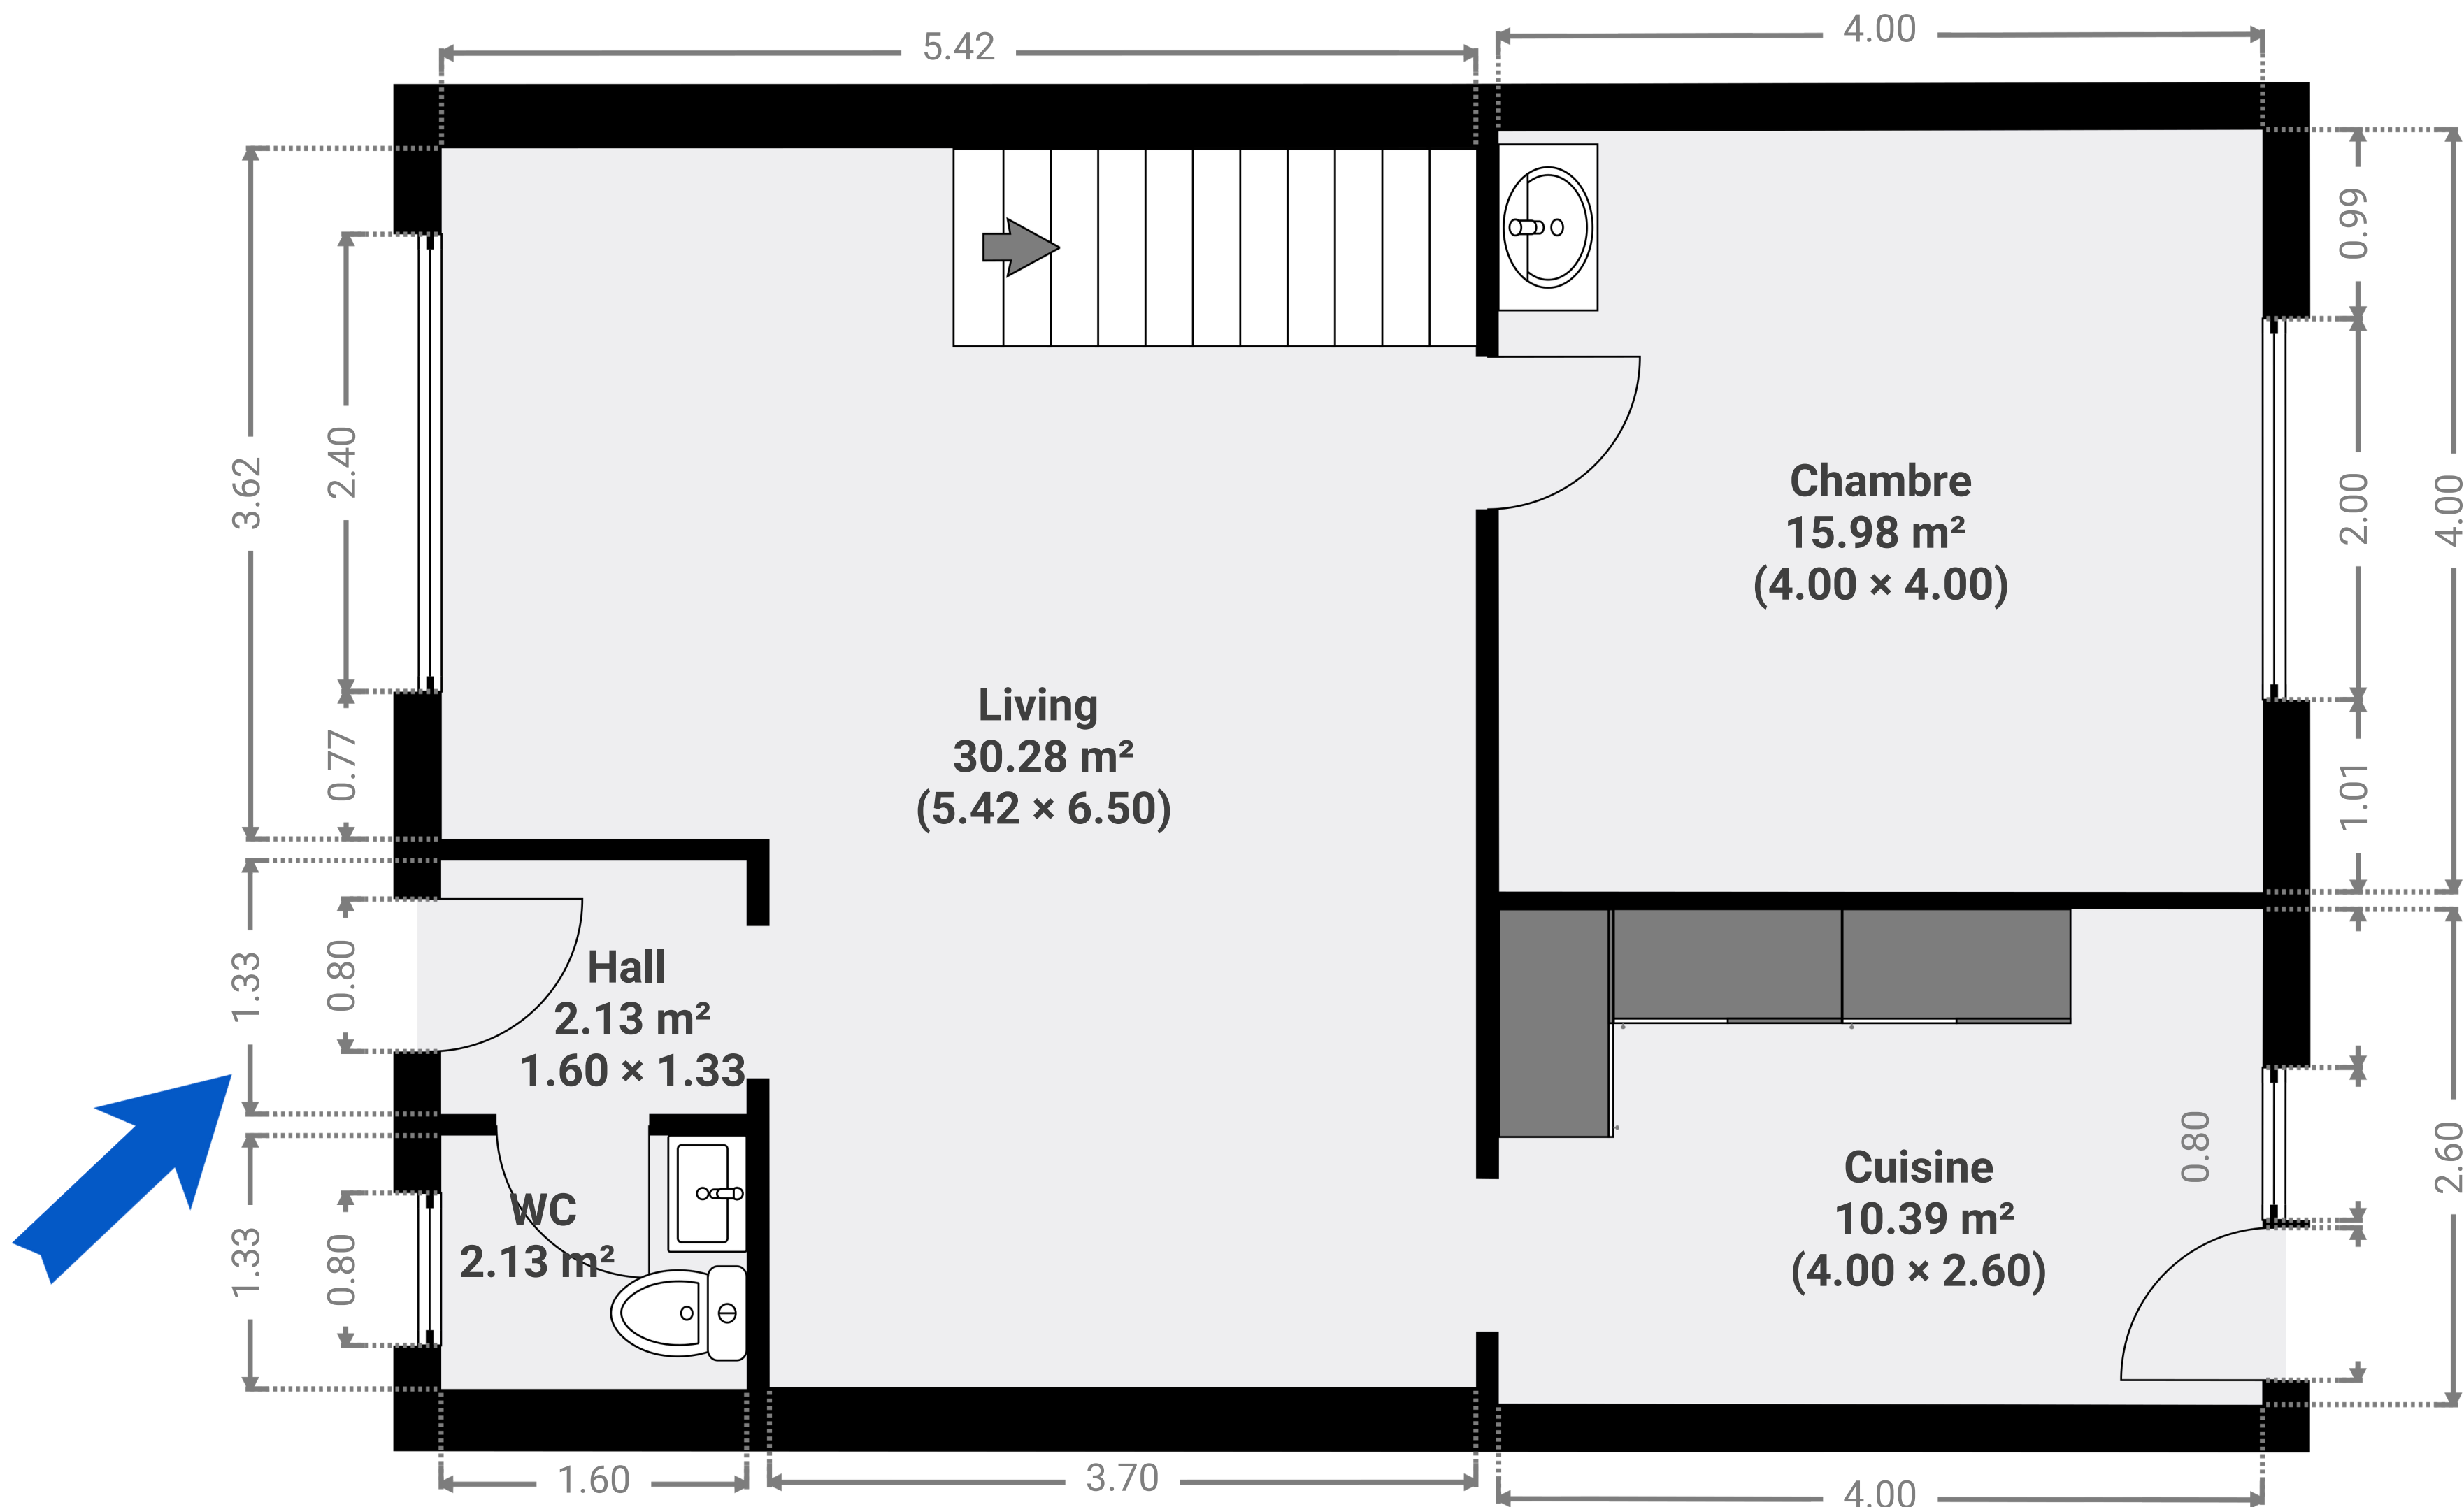 5.42
4.00
0.99
3.62
2.40
Chambre
15.98 m²
(4.00 × 4.00)
2.00
4.00
Living
30.28 m²
(5.42 × 6.50)
0.77
1.01
Hall
2.13 m²
1.60 × 1.33
1.33
0.80
WC
2.13 m²
1.33
0.80
Cuisine
10.39 m²
(4.00 × 2.60)
0.80
2.60
1.60
3.70
4.00